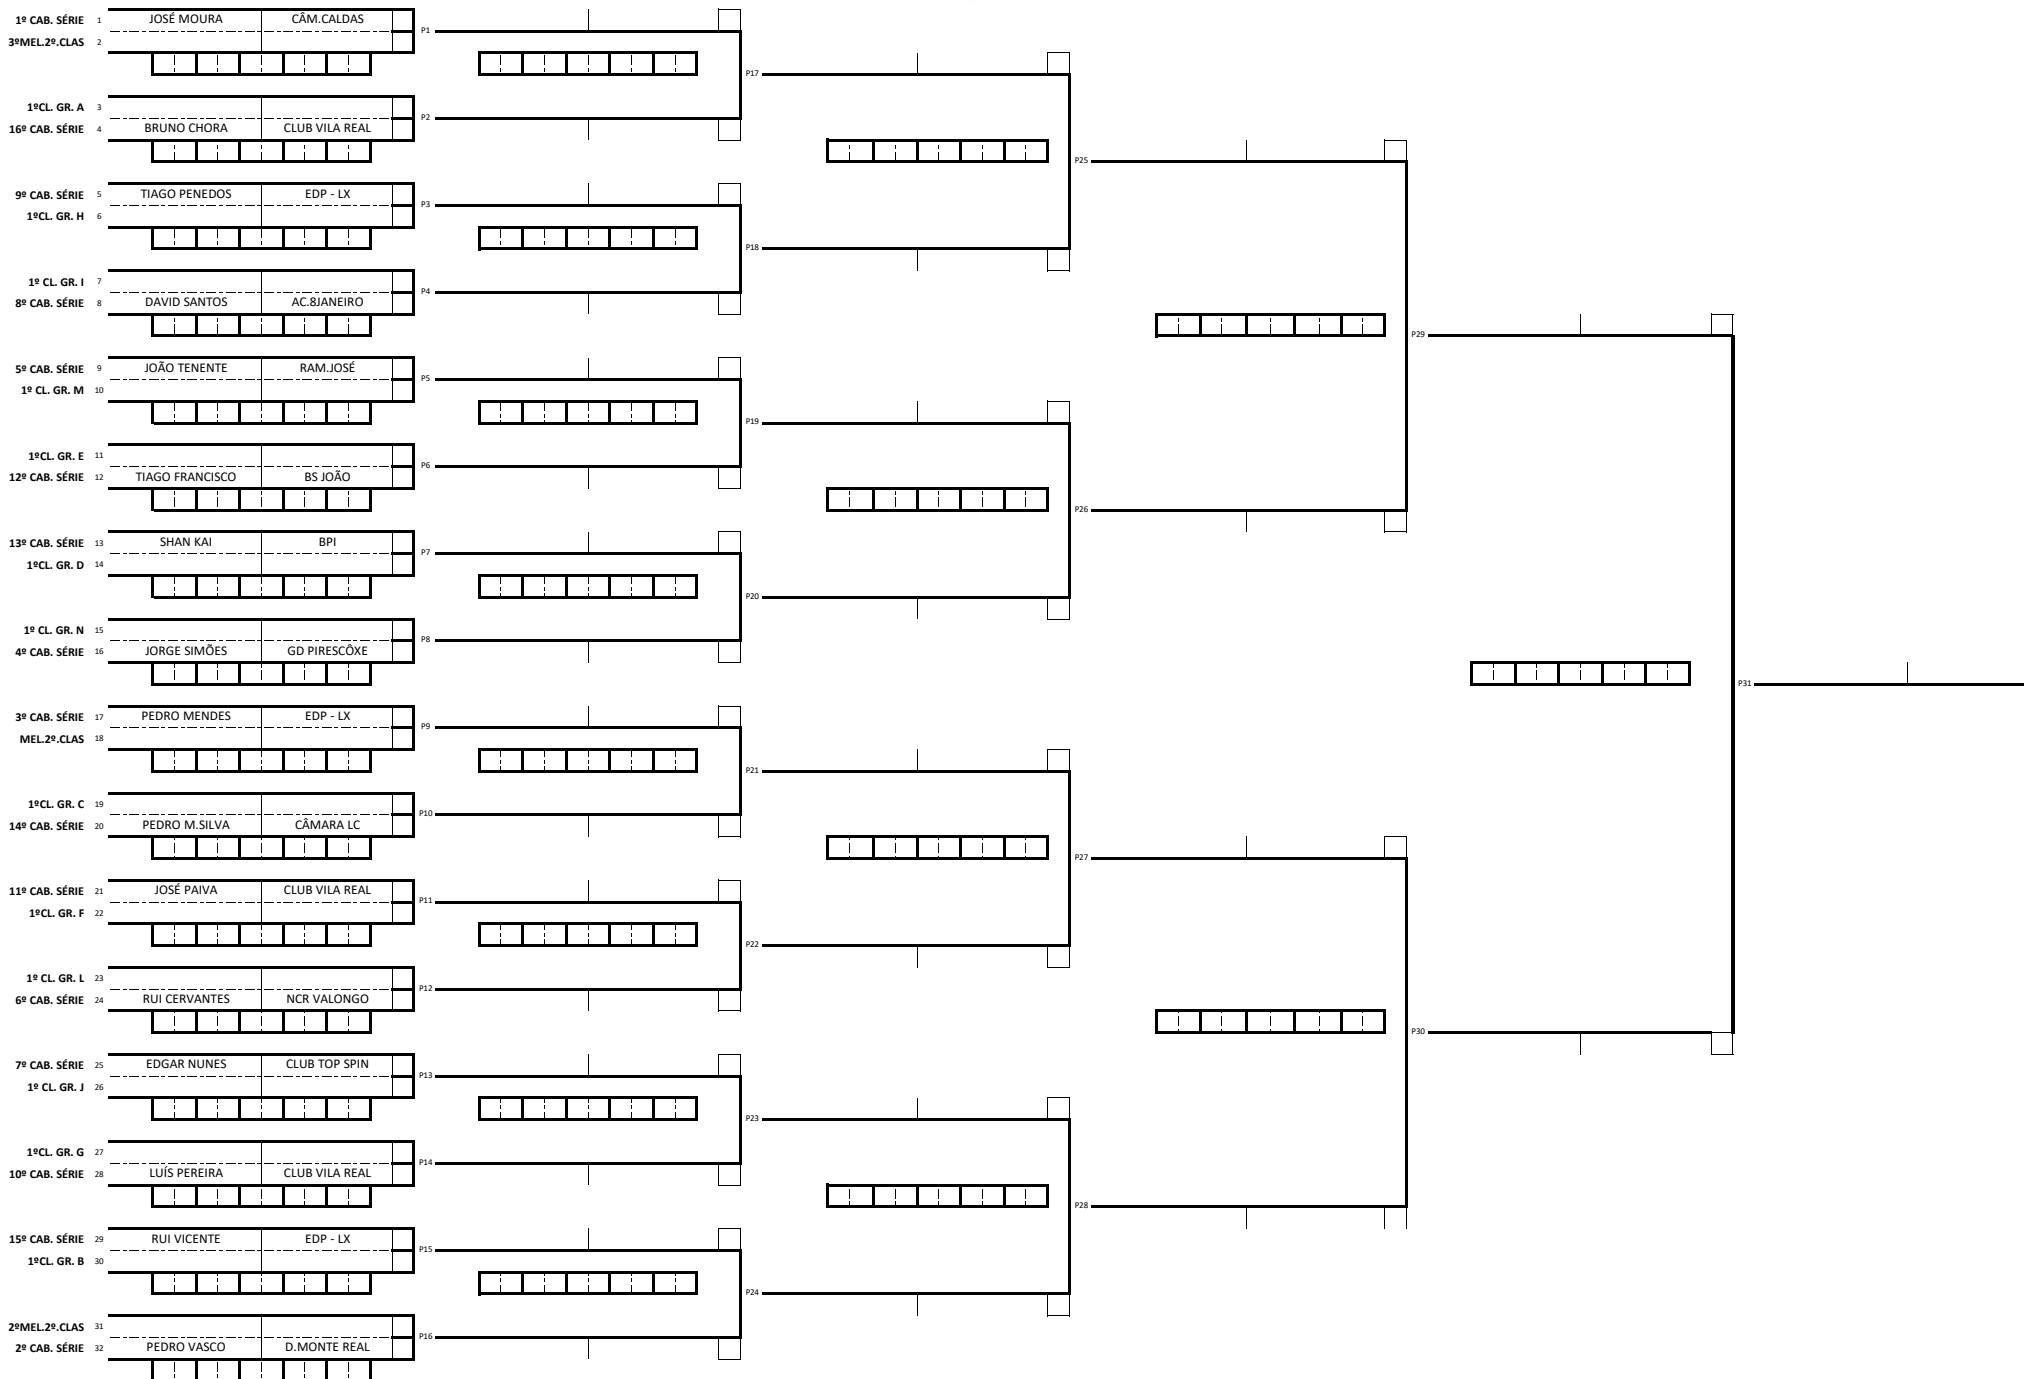 1º CAB. SÉRIE 1 JOSÉ MOURA CÂM.CALDAS
P1
3ºMEL.2º.CLAS 2
P17
1ºCL. GR. A 3
P2
16º CAB. SÉRIE 4 BRUNO CHORA CLUB VILA REAL
P25
9º CAB. SÉRIE 5 TIAGO PENEDOS EDP - LX
P3
1ºCL. GR. H 6
P18
1º CL. GR. I 7
P4
8º CAB. SÉRIE 8 DAVID SANTOS AC.8JANEIRO
P29
5º CAB. SÉRIE 9 JOÃO TENENTE RAM.JOSÉ
P5
1º CL. GR. M 10
P19
1ºCL. GR. E 11
P6
12º CAB. SÉRIE 12 TIAGO FRANCISCO BS JOÃO
P26
13º CAB. SÉRIE 13 SHAN KAI BPI
P7
1ºCL. GR. D 14
P20
1º CL. GR. N 15
P8
4º CAB. SÉRIE 16 JORGE SIMÕES GD PIRESCÔXE
P31
3º CAB. SÉRIE 17 PEDRO MENDES EDP - LX
P9
MEL.2º.CLAS 18
P21
1ºCL. GR. C 19
P10
14º CAB. SÉRIE 20 PEDRO M.SILVA CÂMARA LC
P27
11º CAB. SÉRIE 21 JOSÉ PAIVA CLUB VILA REAL
P11
1ºCL. GR. F 22
P22
1º CL. GR. L 23
P12
6º CAB. SÉRIE 24 RUI CERVANTES NCR VALONGO
P30
7º CAB. SÉRIE 25 EDGAR NUNES CLUB TOP SPIN
P13
1º CL. GR. J 26
P23
1ºCL. GR. G 27
P14
10º CAB. SÉRIE 28 LUÍS PEREIRA CLUB VILA REAL
P28
15º CAB. SÉRIE 29 RUI VICENTE EDP - LX
P15
1ºCL. GR. B 30
P24
2ºMEL.2º.CLAS 31
P16
2º CAB. SÉRIE 32 PEDRO VASCO D.MONTE REAL